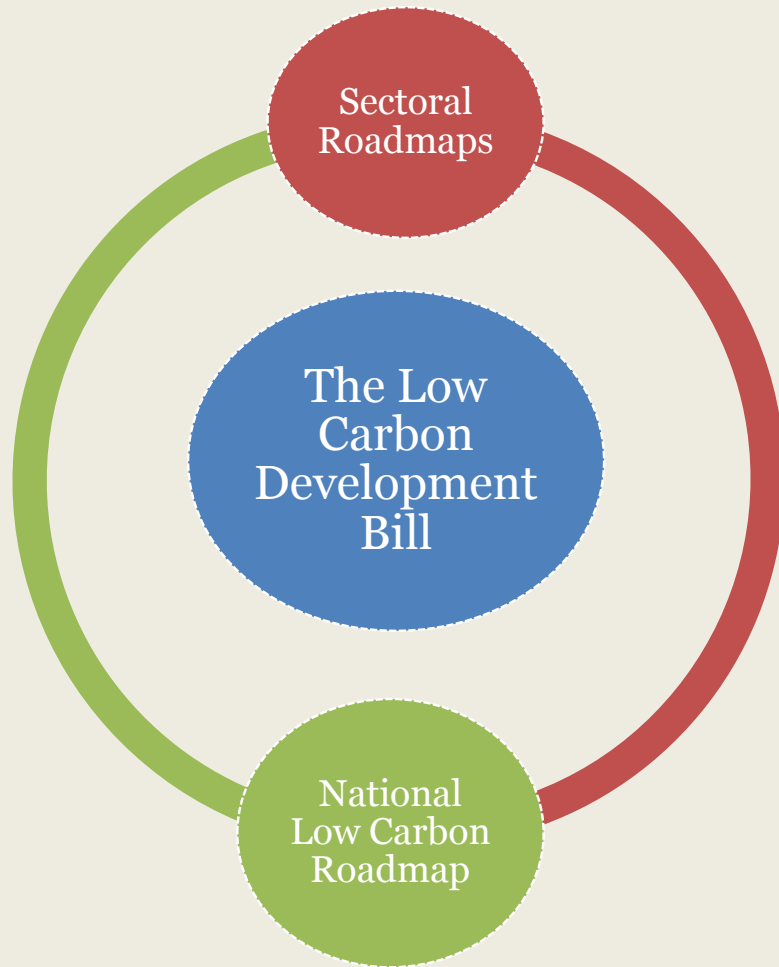 Sectoral
Roadmaps
The Low
Carbon
Development
Bill
National
Low Carbon
Roadmap